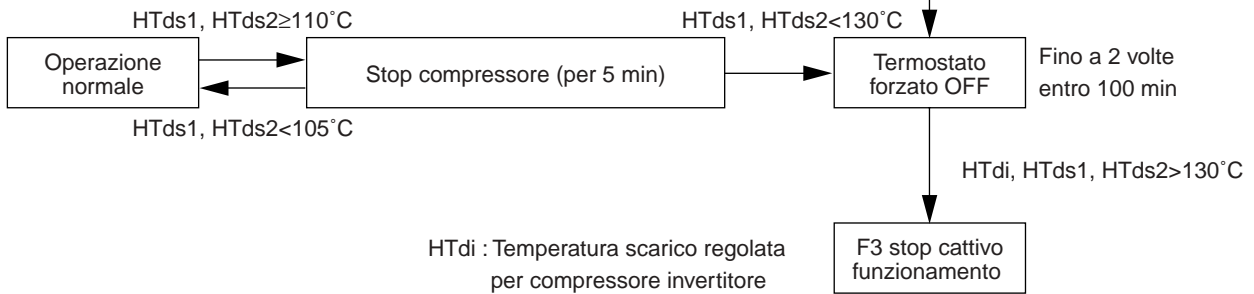 HTds1, HTds2≥110˚C
HTds1, HTds2<130˚C
Operazione
normale
Stop compressore (per 5 min)
Termostato
forzato OFF
Fino a 2 volte
entro 100 min
HTds1, HTds2<105˚C
HTdi, HTds1, HTds2>130˚C
HTdi : Temperatura scarico regolata
per compressore invertitore
F3 stop cattivo
funzionamento